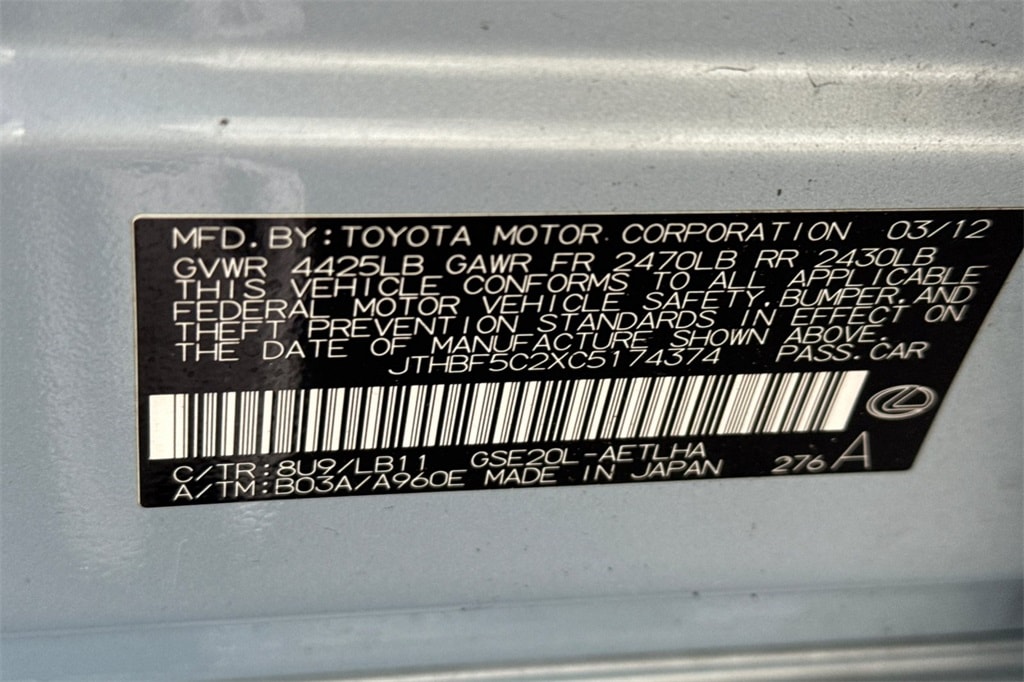 MFD. BY: TOYOTA MOTOR CORPORATION 03/12
GVWR 4425LB GAWR FR 2470LB RR 2430LB
THIS VEHICLE CONFORMS TO ALL APPLICABLE
FEDERAL MOTOR VEHICLE SAFETY, BUMPER, AND
THEFT PREVENTION STANDARDS IN EFFECT ON
THE DATE OF MANUFACTURE SHOWN ABOVE.
JTHBF5C2XC5174374 PASS. CAR
C/TR: 8U9/LB11 GSE20L-AETLHA
A/TM: B03A/A960E MADE IN JAPAN 276 A